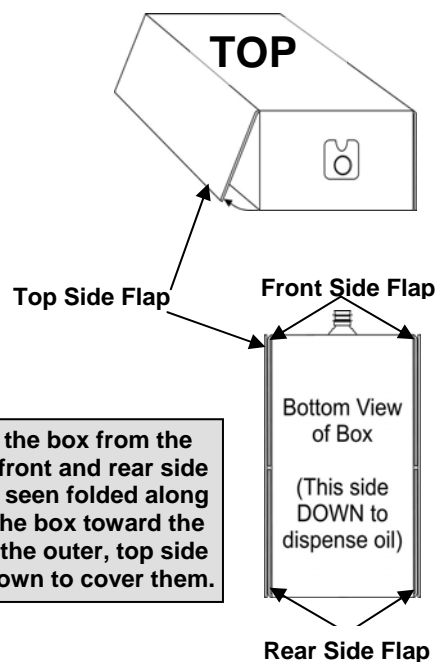 TOP
Top Side Flap
Front Side Flap
Bottom View
of Box
(This side
DOWN to
dispense oil)
the box from the
front and rear side
seen folded along
he box toward the
the outer, top side
own to cover them.
Rear Side Flap